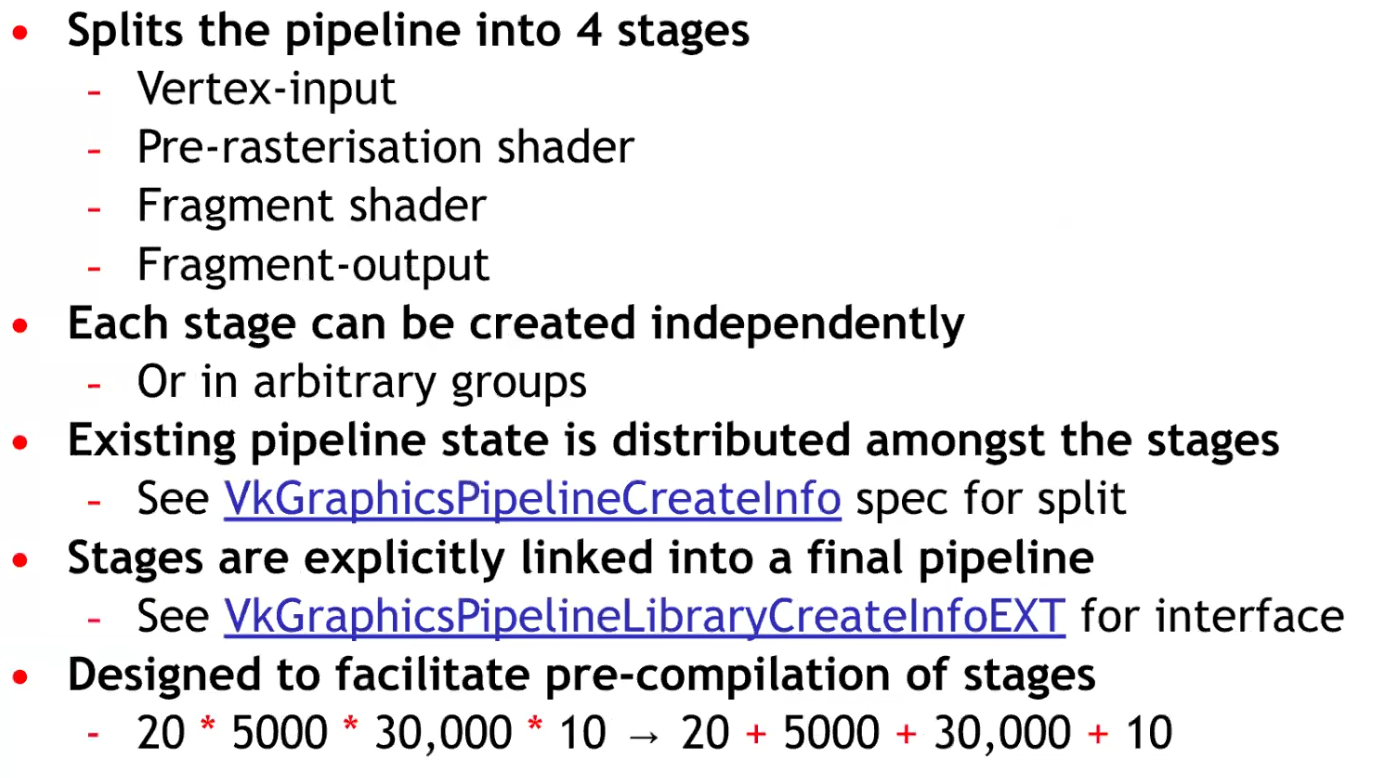 • Splits the pipeline into 4 stages
- Vertex-input
- Pre-rasterisation shader
- Fragment shader
- Fragment-output
• Each stage can be created independently
- Or in arbitrary groups
• Existing pipeline state is distributed amongst the stages
- See VkGraphicsPipelineCreateInfo spec for split
• Stages are explicitly linked into a final pipeline
- See VkGraphicsPipelineLibraryCreateInfoEXT for interface
• Designed to facilitate pre-compilation of stages
- 20 * 5000 * 30,000 * 10 → 20 + 5000 + 30,000 + 10